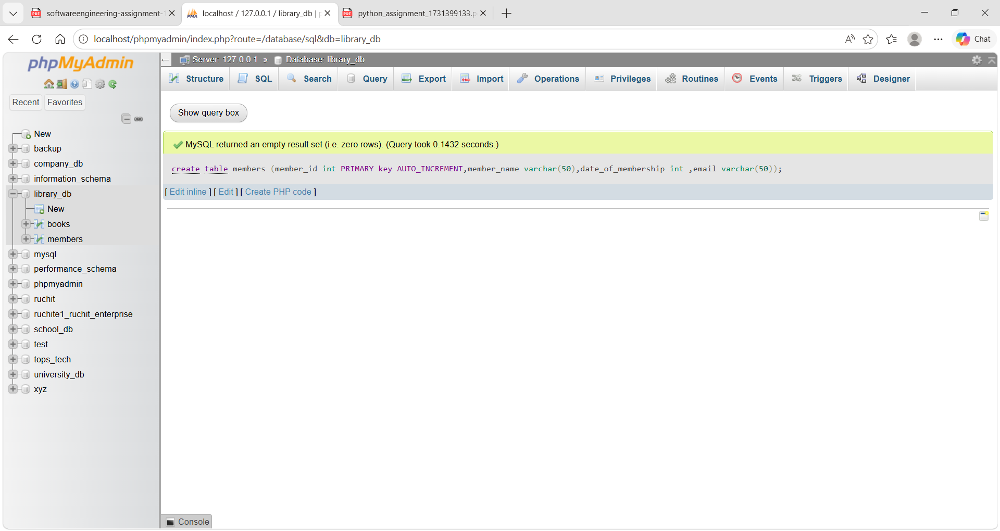 softwareengineering-assignment-1
localhost / 127.0.0.1 / library_db | p
python_assignment_1731399133.p
localhost/phpmyadmin/index.php?route=/database/sql&db=library_db
Chat
phpMyAdmin
Recent
Favorites
New
backup
company_db
information_schema
library_db
New
books
members
mysql
performance_schema
phpmyadmin
ruchit
ruchite1_ruchit_enterprise
school_db
test
tops_tech
university_db
xyz
Server: 127.0.0.1 » Database: library_db
Structure SQL Search Query Export Import Operations Privileges Routines Events Triggers Designer
Show query box
MySQL returned an empty result set (i.e. zero rows). (Query took 0.1432 seconds.)
create table members (member_id int PRIMARY key AUTO_INCREMENT,member_name varchar(50),date_of_membership int ,email varchar(50));
[ Edit inline ] [ Edit ] [ Create PHP code ]
Console